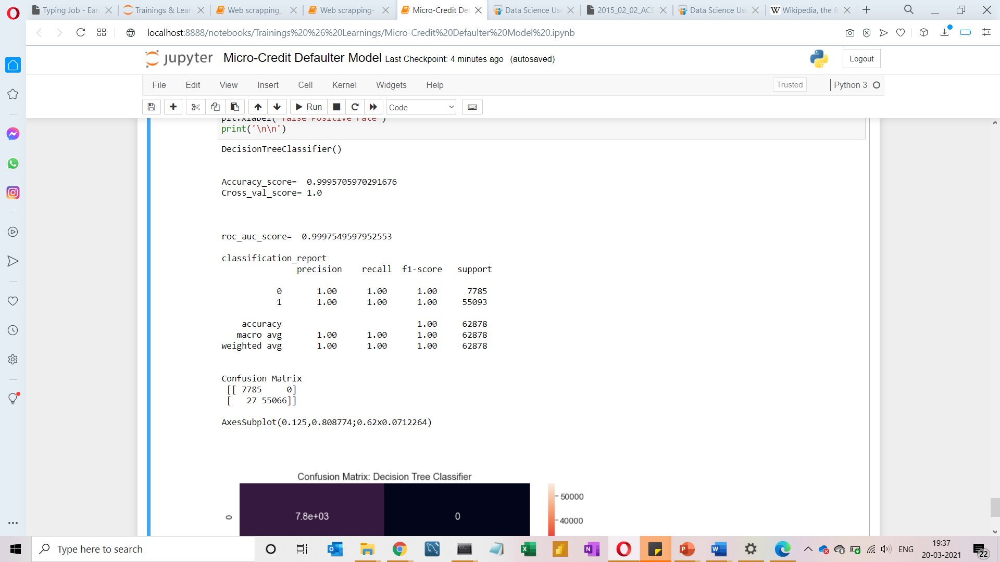 Typing Job - Ear
Trainings & Lear
Web scrapping_
Web scrapping-
Micro-Credit Def
Data Science Use
2015_02_02_ACS
Data Science Use
W Wikipedia, the fr
localhost:8888/notebooks/Trainings%20%26%20Learnings/Micro-Credit%20Defaulter%20Model%20.ipynb
jupyter Micro-Credit Defaulter Model Last Checkpoint: 4 minutes ago (autosaved)
Logout
File Edit View Insert Cell Kernel Widgets Help
Trusted
Python 3
Run
Code
plt.xlabel('False Positive rate')
print('\n\n')
DecisionTreeClassifier()
Accuracy_score= 0.9995705970291676
Cross_val_score= 1.0
roc_auc_score= 0.9997549597952553
classification_report
precision recall f1-score support
0 1.00 1.00 1.00 7785
1 1.00 1.00 1.00 55093
accuracy 1.00 62878
macro avg 1.00 1.00 1.00 62878
weighted avg 1.00 1.00 1.00 62878
Confusion Matrix
[[ 7785 0]
[ 27 55066]]
AxesSubplot(0.125,0.808774;0.62x0.0712264)
Confusion Matrix: Decision Tree Classifier
50000
0
7.8e+03
0
40000
Type here to search
ENG
19:37
20-03-2021
22